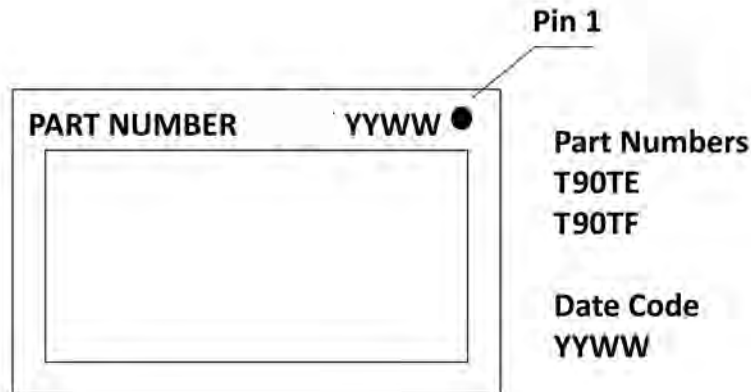 Pin 1
PART NUMBER YYWW
Part Numbers
T90TE
T90TF
Date Code
YYWW